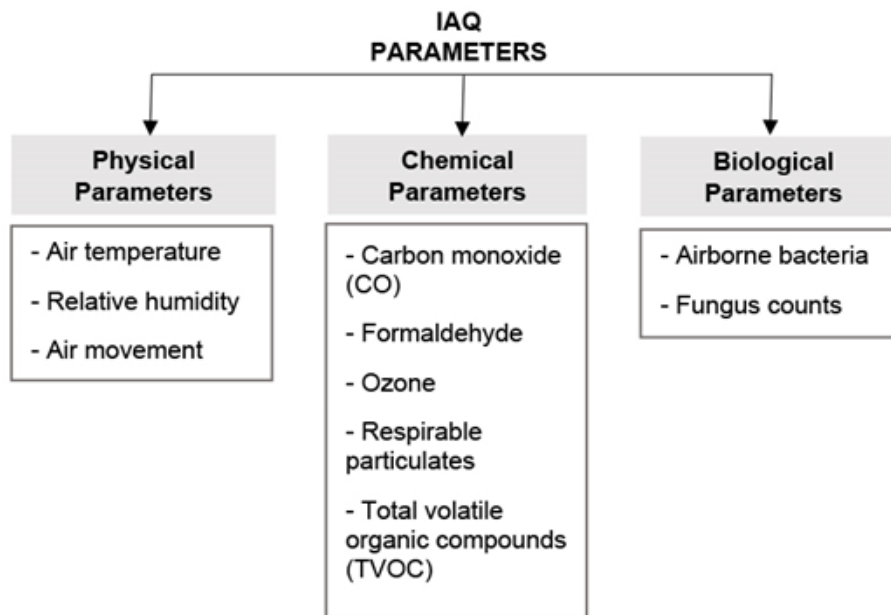 IAQ
PARAMETERS
Physical
Parameters
- Air temperature
- Relative humidity
- Air movement
Chemical
Parameters
- Carbon monoxide
(CO)
- Formaldehyde
- Ozone
- Respirable
particulates
- Total volatile
organic compounds
(TVOC)
Biological
Parameters
- Airborne bacteria
- Fungus counts